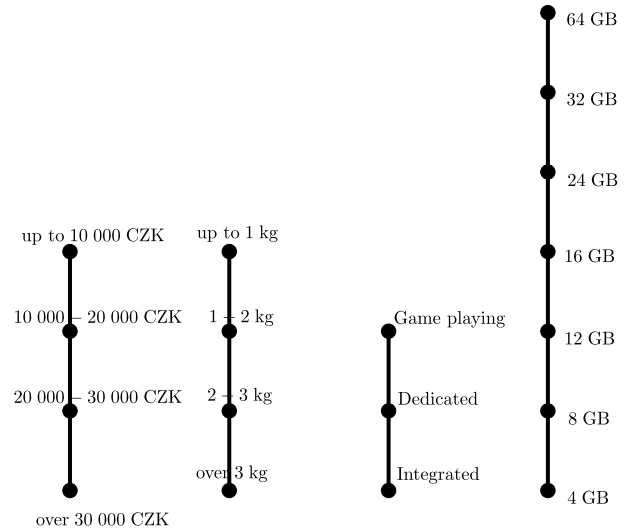 up to 10 000 CZK
10 000 – 20 000 CZK
20 000 – 30 000 CZK
over 30 000 CZK
up to 1 kg
1 – 2 kg
2 – 3 kg
over 3 kg
Game playing
Dedicated
Integrated
64 GB
32 GB
24 GB
16 GB
12 GB
8 GB
4 GB